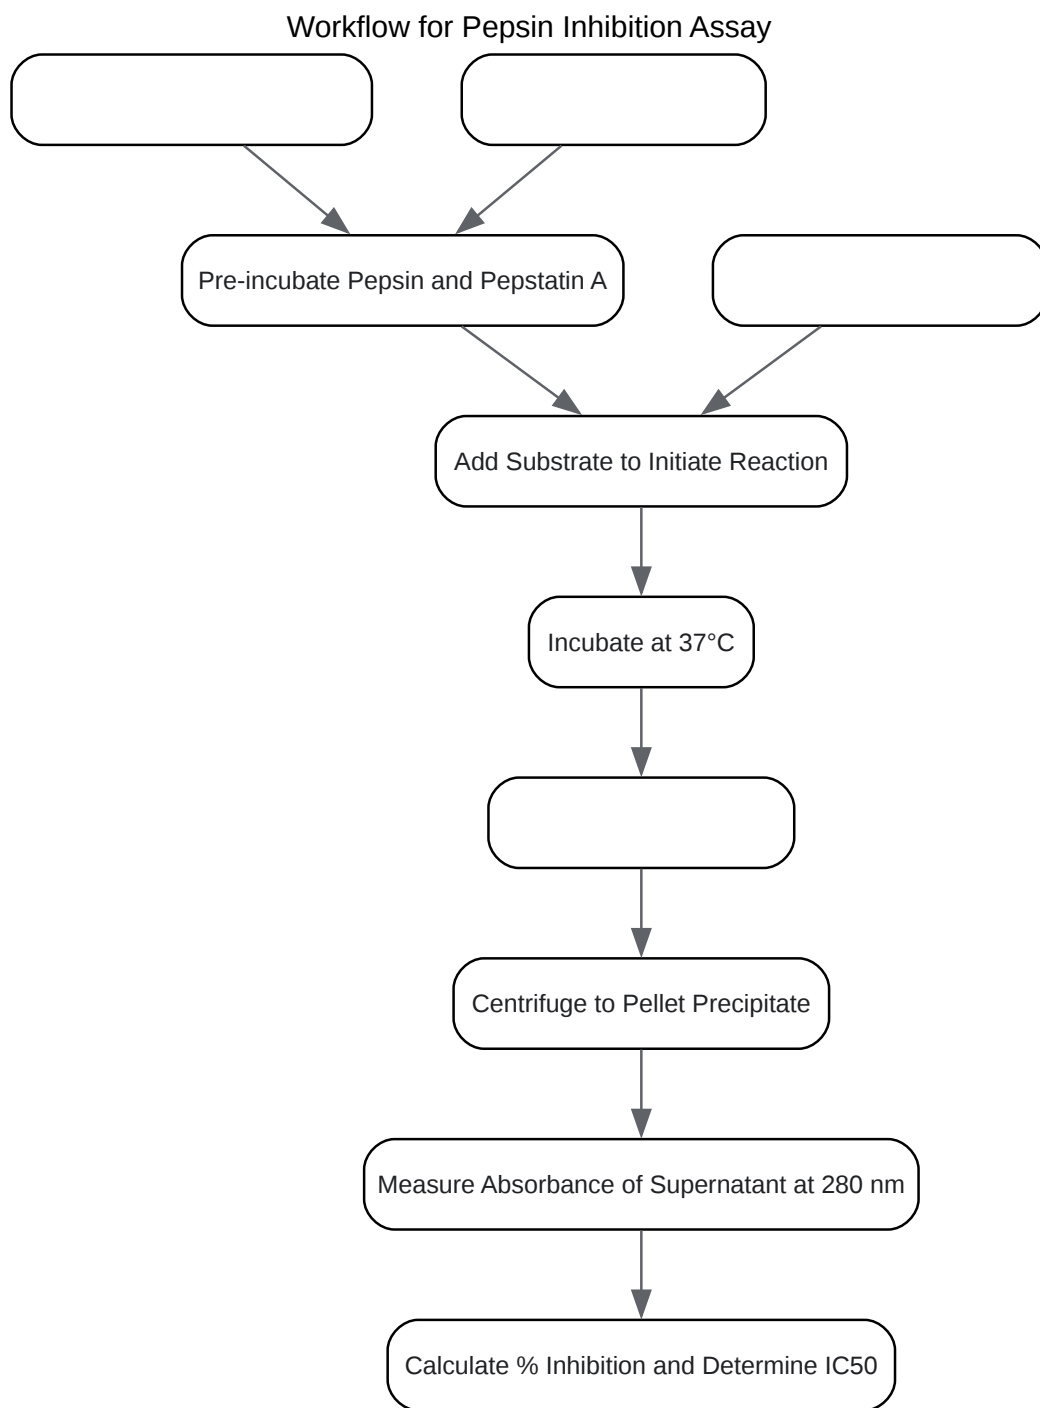 Workflow for Pepsin Inhibition Assay
Pre-incubate Pepsin and Pepstatin A
Add Substrate to Initiate Reaction
Incubate at 37°C
Centrifuge to Pellet Precipitate
Measure Absorbance of Supernatant at 280 nm
Calculate % Inhibition and Determine IC50